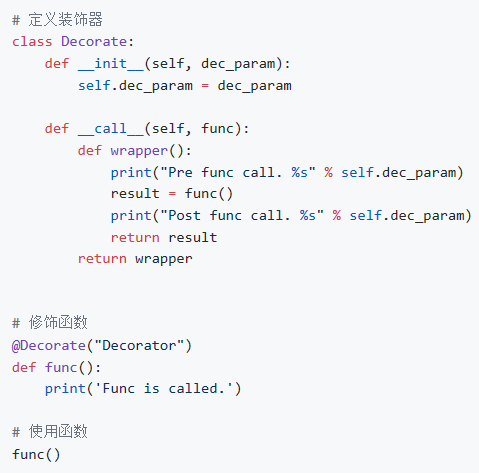 # 定义装饰器
class Decorate:
    def __init__(self, dec_param):
        self.dec_param = dec_param

    def __call__(self, func):
        def wrapper():
            print("Pre func call. %s" % self.dec_param)
            result = func()
            print("Post func call. %s" % self.dec_param)
            return result
        return wrapper


# 修饰函数
@Decorate("Decorator")
def func():
    print('Func is called.')

# 使用函数
func()